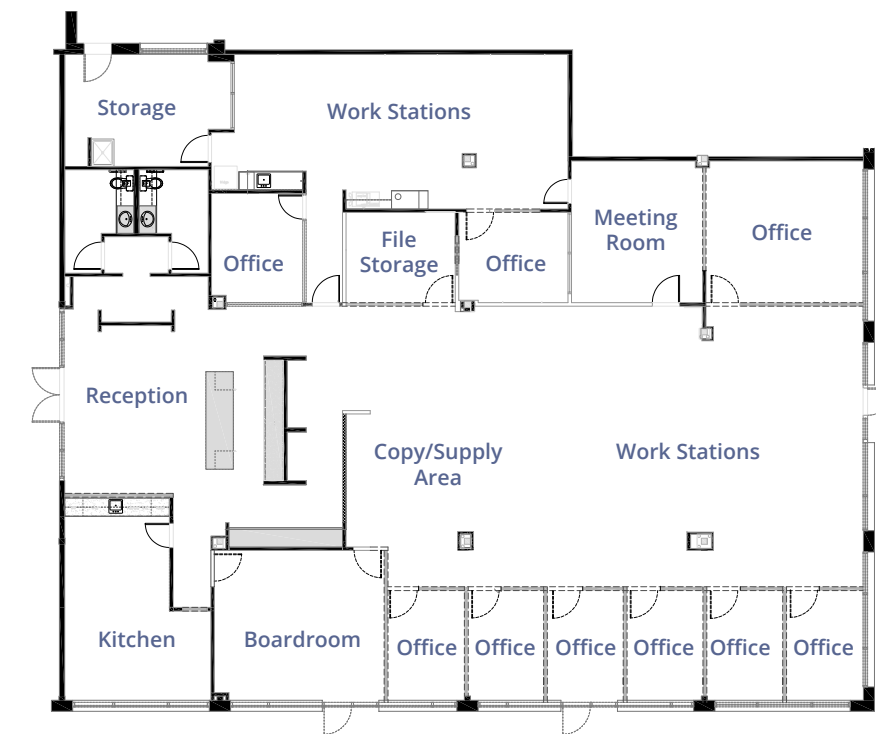 Storage
Work Stations
Meeting
Room
Office
File
Storage
Office
Office
Reception
Copy/Supply
Area
Work Stations
Kitchen
Boardroom
Office
Office
Office
Office
Office
Office